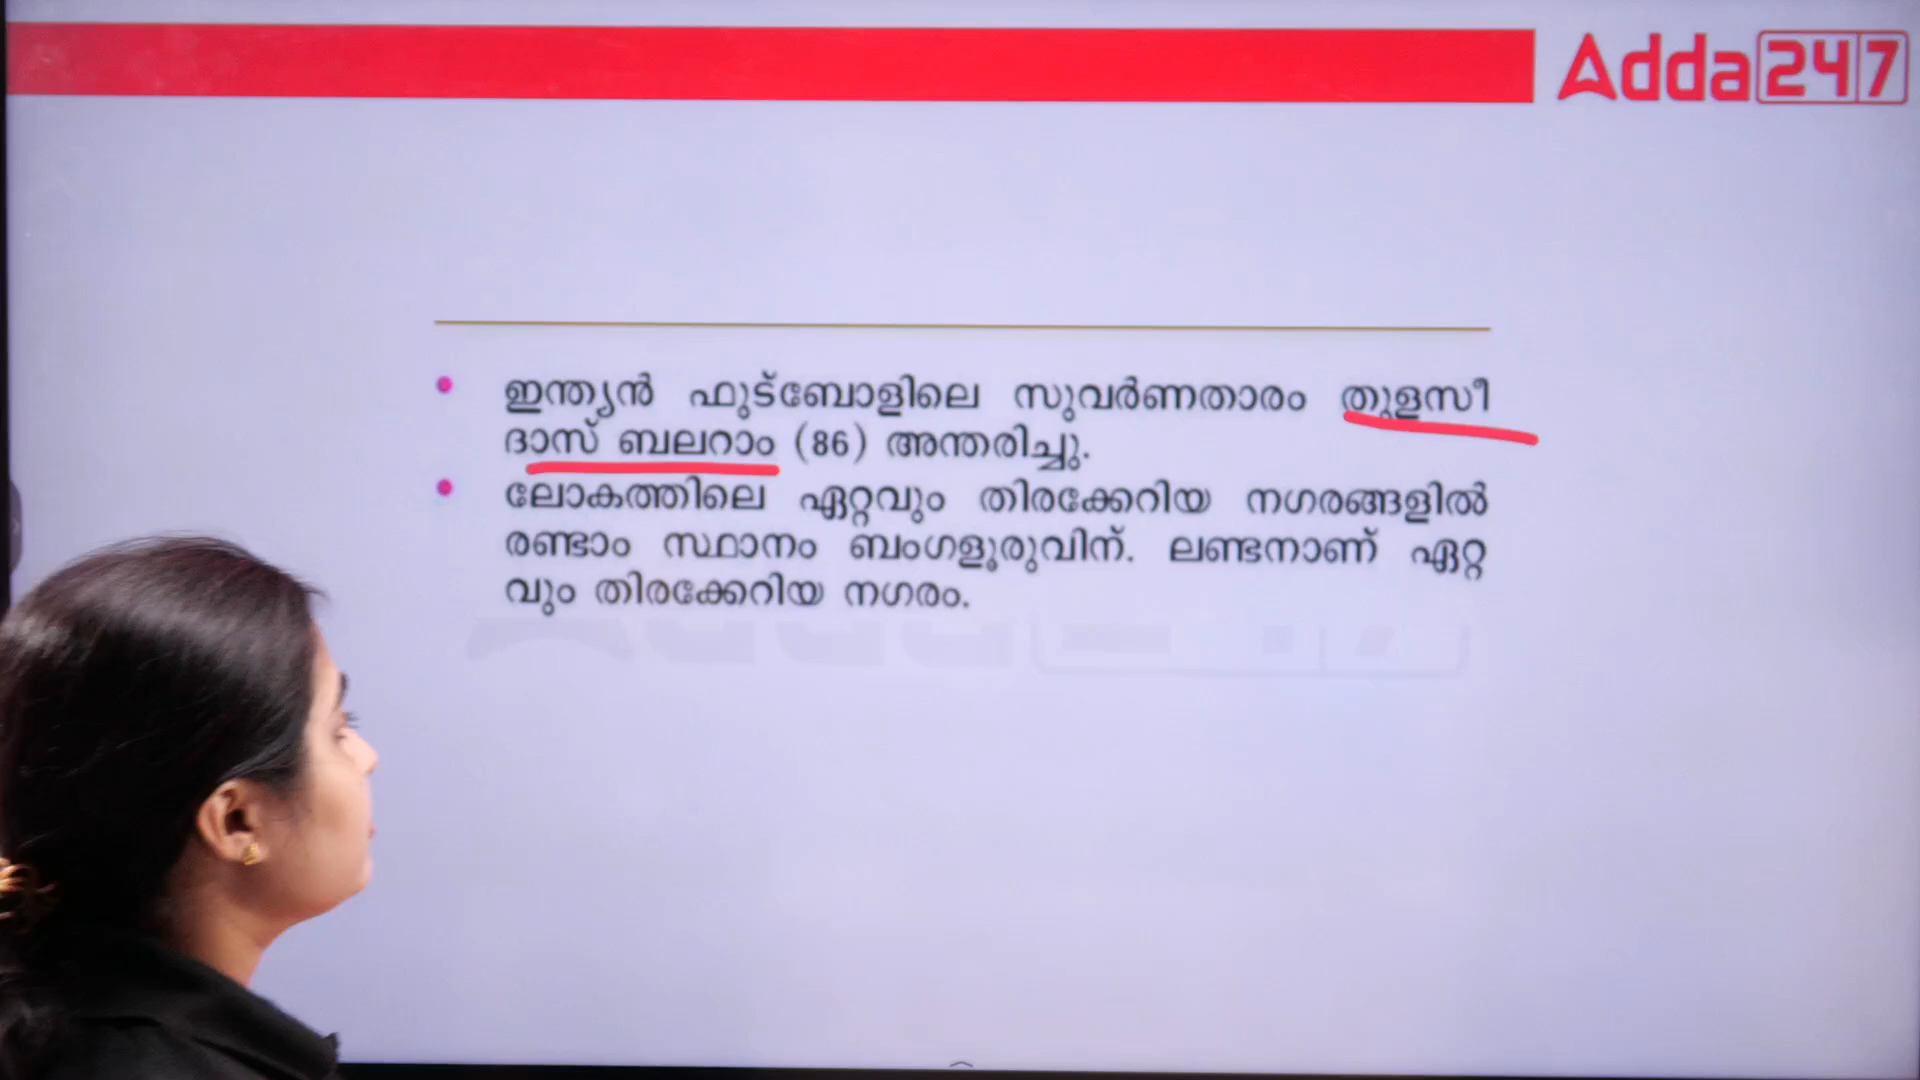 Adda247
ഇന്ത്യൻ ഫുട്ബോളിലെ സുവർണതാരം തുളസീ
ദാസ് ബലറാം (86) അന്തരിച്ചു.
ലോകത്തിലെ ഏറ്റവും തിരക്കേറിയ നഗരങ്ങളിൽ
രണ്ടാം സ്ഥാനം ബംഗളൂരുവിന്. ലണ്ടനാണ് ഏറ്റ
വും തിരക്കേറിയ നഗരം.